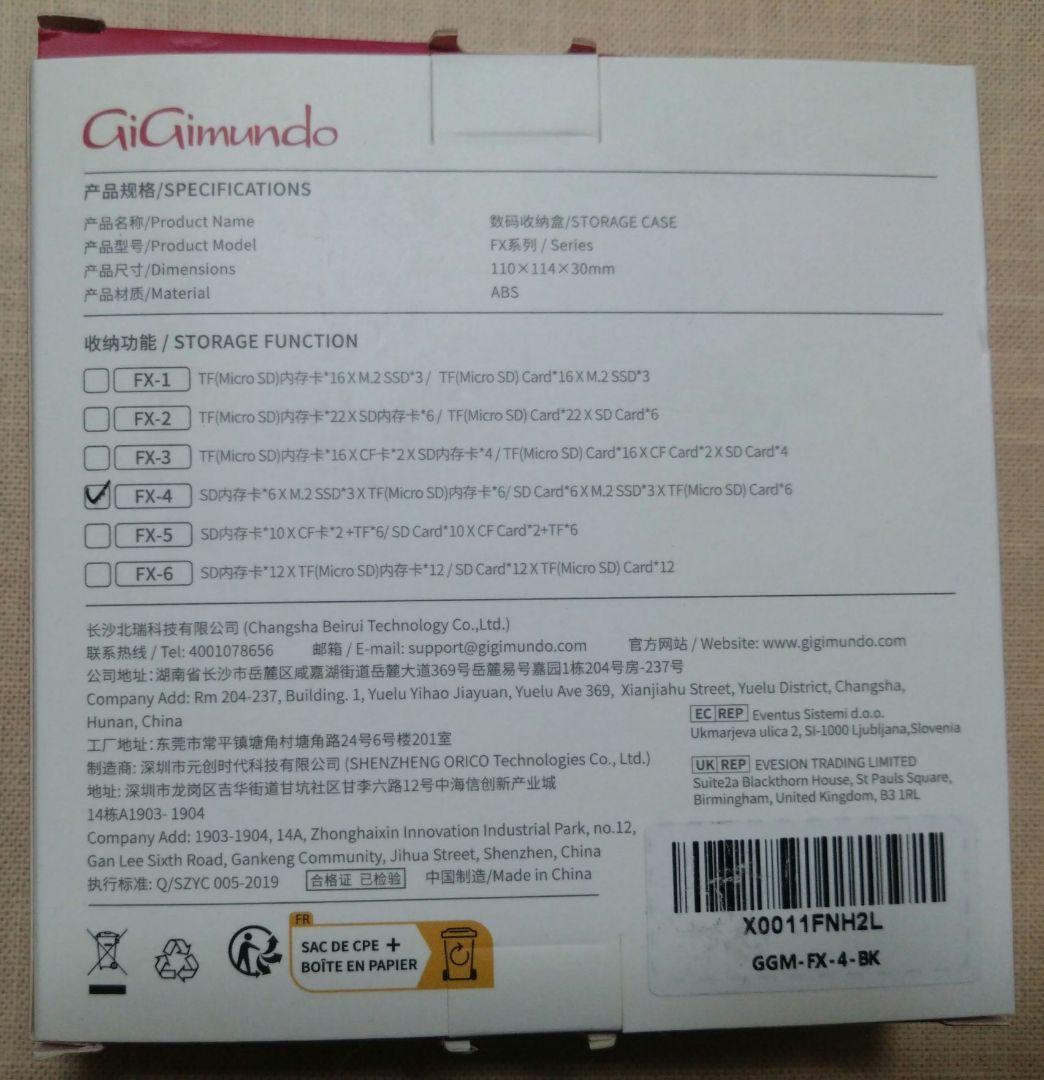 GiGimundo
产品规格/SPECIFICATIONS
产品名称/Product Name 数码收纳盒/STORAGE CASE
产品型号/Product Model FX系列 / Series
产品尺寸/Dimensions 110×114×30mm
产品材质/Material ABS
收纳功能 / STORAGE FUNCTION
FX-1 TF(Micro SD)内存卡*16 X M.2 SSD*3 / TF(Micro SD) Card*16 X M.2 SSD*3
FX-2 TF(Micro SD)内存卡*22 X SD内存卡*6 / TF(Micro SD) Card*22 X SD Card*6
FX-3 TF(Micro SD)内存卡*16 X CF卡*2 X SD内存卡*4 / TF(Micro SD) Card*16 X CF Card*2 X SD Card*4
FX-4 SD内存卡*6 X M.2 SSD*3 X TF(Micro SD)内存卡*6/ SD Card*6 X M.2 SSD*3 X TF(Micro SD) Card*6
FX-5 SD内存卡*10 X CF卡*2 +TF*6/ SD Card*10 X CF Card*2+TF*6
FX-6 SD内存卡*12 X TF(Micro SD)内存卡*12 / SD Card*12 X TF(Micro SD) Card*12
长沙北瑞科技有限公司 (Changsha Beirui Technology Co.,Ltd.)
联系热线 / Tel: 4001078656 邮箱 / E-mail: support@gigimundo.com 官方网站 / Website: www.gigimundo.com
公司地址:湖南省长沙市岳麓区咸嘉湖街道岳麓大道369号岳麓易号嘉园1栋204号房-237号
Company Add: Rm 204-237, Building. 1, Yuelu Yihao Jiayuan, Yuelu Ave 369, Xianjiahu Street, Yuelu District, Changsha,
Hunan, China
工厂地址:东莞市常平镇塘角村塘角路24号6号楼201室
制造商: 深圳市元创时代科技有限公司 (SHENZHENG ORICO Technologies Co., Ltd.)
地址: 深圳市龙岗区吉华街道甘坑社区甘李六路12号中海信创新产业城
14栋A1903- 1904
Company Add: 1903-1904, 14A, Zhonghaixin Innovation Industrial Park, no.12,
Gan Lee Sixth Road, Gankeng Community, Jihua Street, Shenzhen, China
执行标准: Q/SZYC 005-2019 合格证 已检验 中国制造/Made in China
EC REP Eventus Sistemi d.o.o.
Ukmarjeva ulica 2, SI-1000 Ljubljana,Slovenia
UK REP EVESION TRADING LIMITED
Suite2a Blackthorn House, St Pauls Square,
Birmingham, United Kingdom, B3 1RL
X0011FNH2L
GGM-FX-4-BK
FR
SAC DE CPE +
BOÎTE EN PAPIER